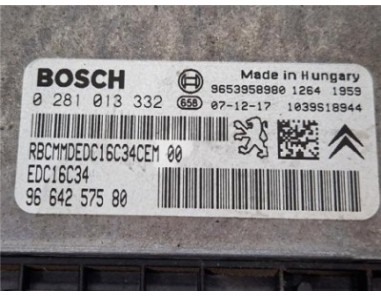 BOSCH
Made in Hungary
9653958980 1264 1959
0 281 013 332 658 07-12-17 1039S18944
RBCMMDEDC16C34CEM 00
EDC16C34
96 642 575 80